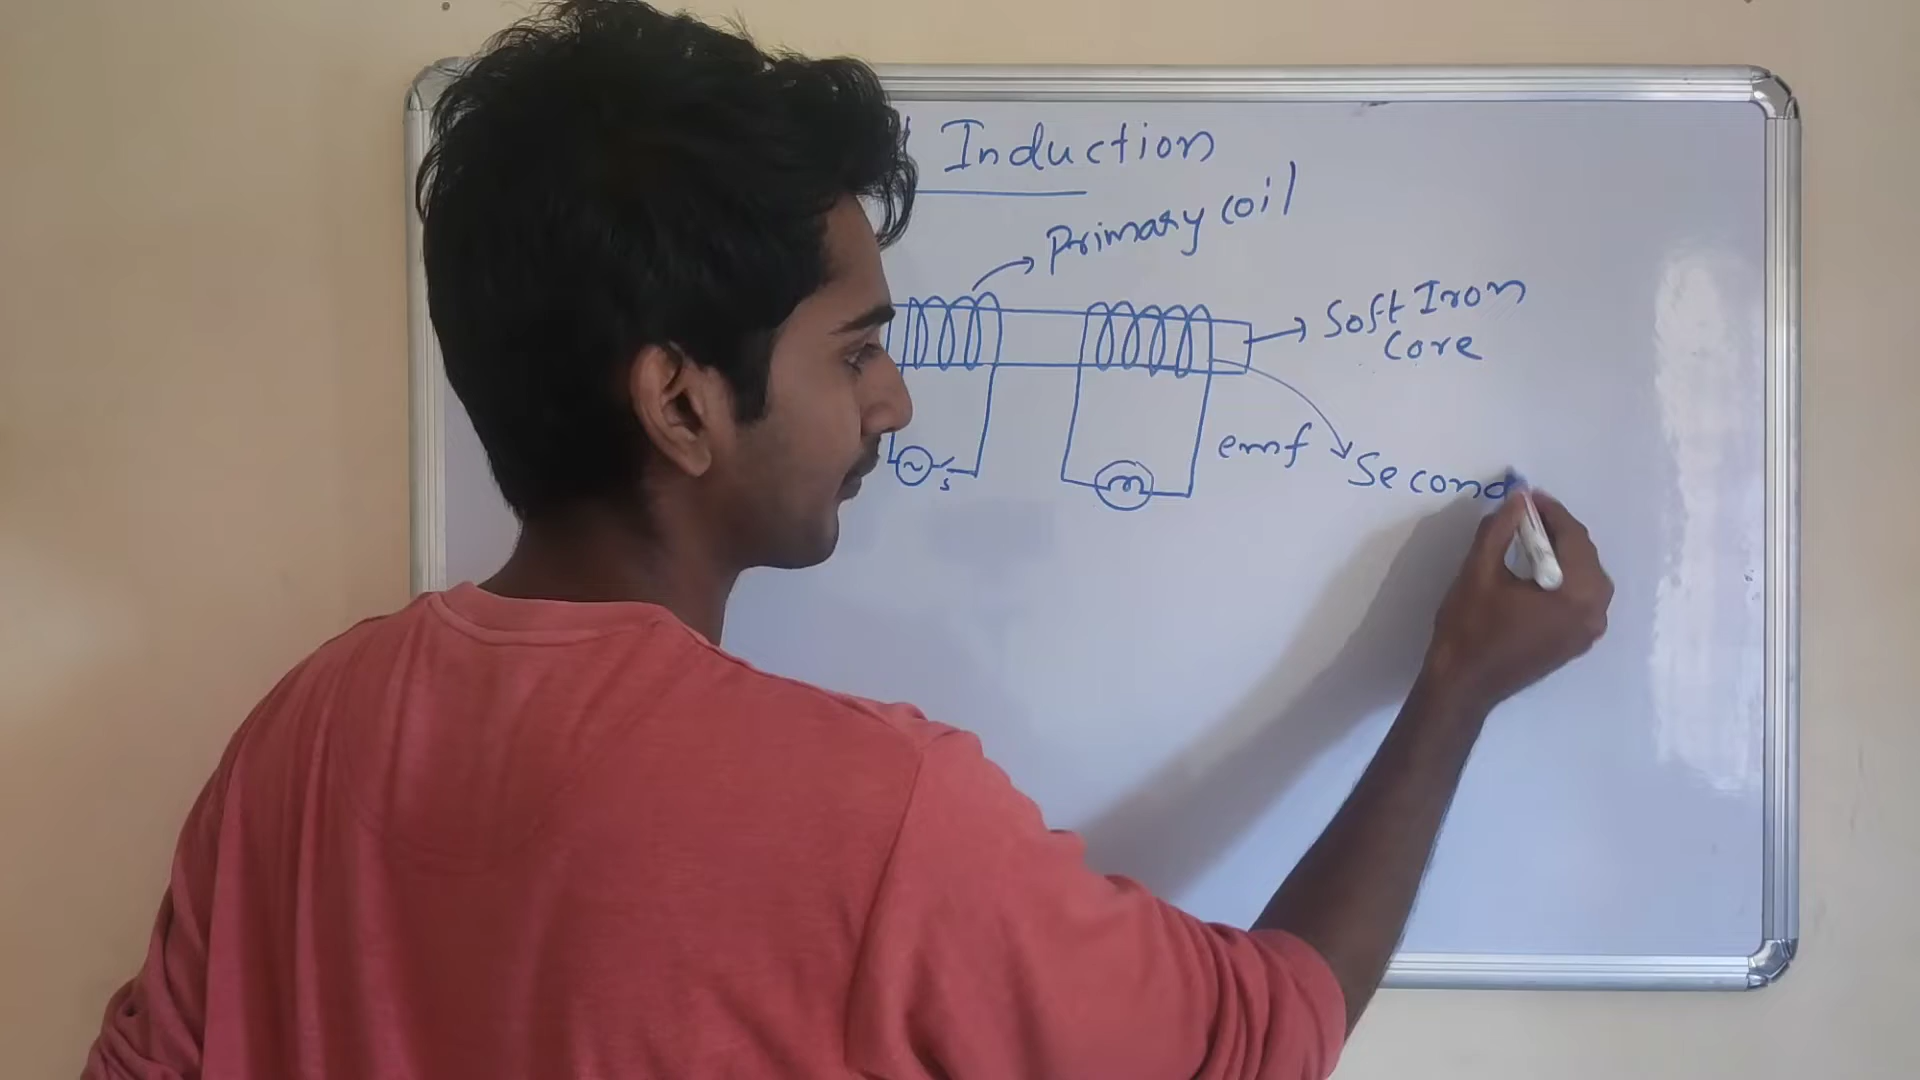 Induction
Primary coil
Soft Iron
Core
emf
Second
S